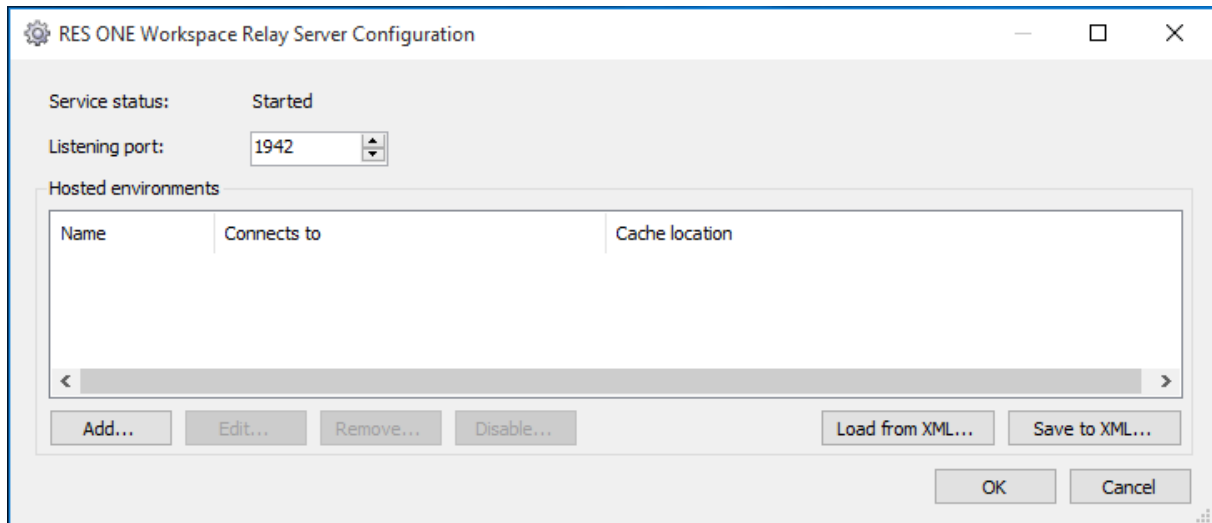 RES ONE Workspace Relay Server Configuration
Service status: Started
Listening port: 1942
Hosted environments
Name Connects to Cache location
Add... Edit... Remove... Disable... Load from XML... Save to XML...
OK Cancel